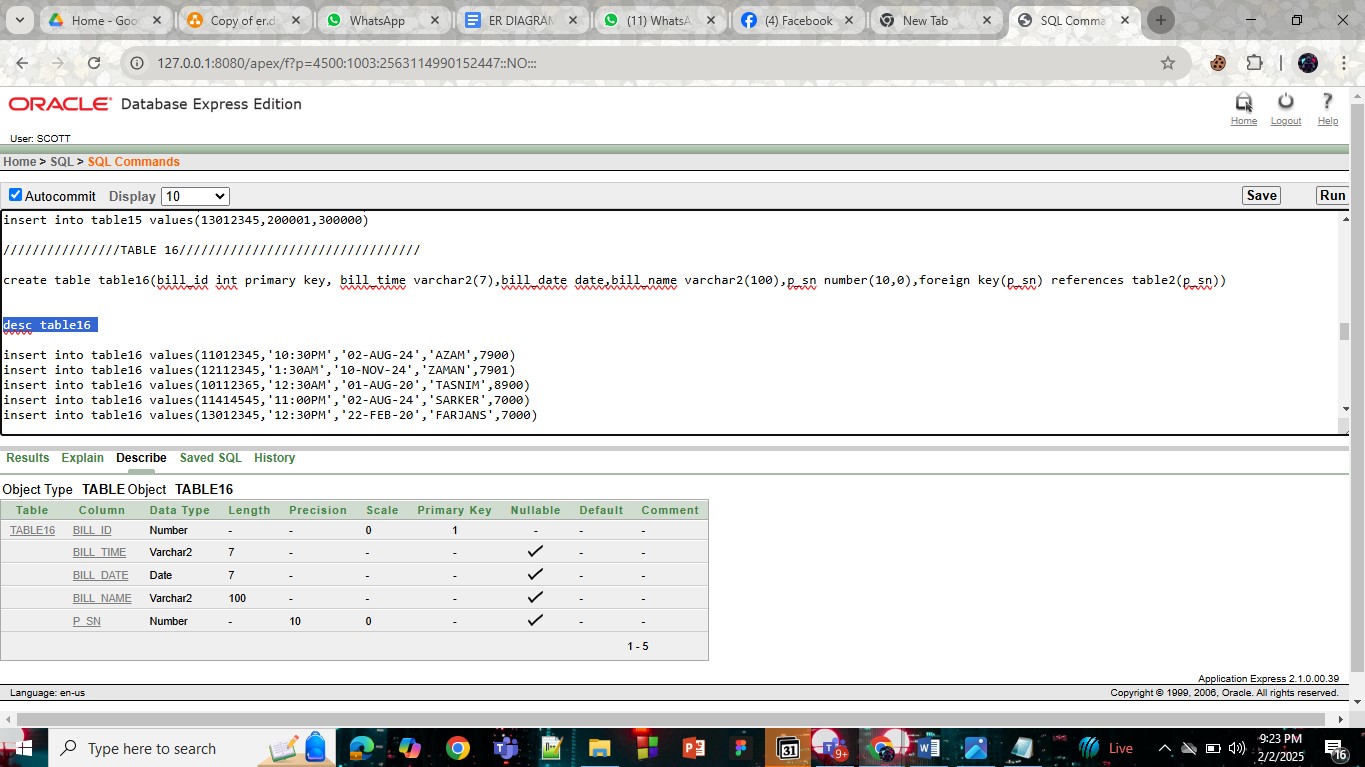 Home - Goo
Copy of er.d
WhatsApp
ER DIAGRAM
(11) WhatsA
(4) Facebook
New Tab
SQL Comma
127.0.0.1:8080/apex/f?p=4500:1003:2563114990152447::NO:::
ORACLE Database Express Edition
Home Logout Help
User: SCOTT
Home > SQL > SQL Commands
Autocommit Display 10 Save Run
insert into table15 values(13012345,200001,300000)
////////////////TABLE 16/////////////////////////////////
create table table16(bill_id int primary key, bill_time varchar2(7),bill_date date,bill_name varchar2(100),p_sn number(10,0),foreign key(p_sn) references table2(p_sn))
desc table16
insert into table16 values(11012345,'10:30PM','02-AUG-24','AZAM',7900)
insert into table16 values(12112345,'1:30AM','10-NOV-24','ZAMAN',7901)
insert into table16 values(10112365,'12:30AM','01-AUG-20','TASNIM',8900)
insert into table16 values(11414545,'11:00PM','02-AUG-24','SARKER',7000)
insert into table16 values(13012345,'12:30PM','22-FEB-20','FARJANS',7000)
Results Explain Describe Saved SQL History
Object Type TABLE Object TABLE16
Table Column Data Type Length Precision Scale Primary Key Nullable Default Comment
TABLE16 BILL_ID Number - - 0 1 - - -
BILL_TIME Varchar2 7 - - - ✓ - -
BILL_DATE Date 7 - - - ✓ - -
BILL_NAME Varchar2 100 - - - ✓ - -
P_SN Number - 10 0 - ✓ - -
1 - 5
Application Express 2.1.0.00.39
Language: en-us
Copyright © 1999, 2006, Oracle. All rights reserved.
Type here to search
31
9+
Live
9:23 PM
2/2/2025
16